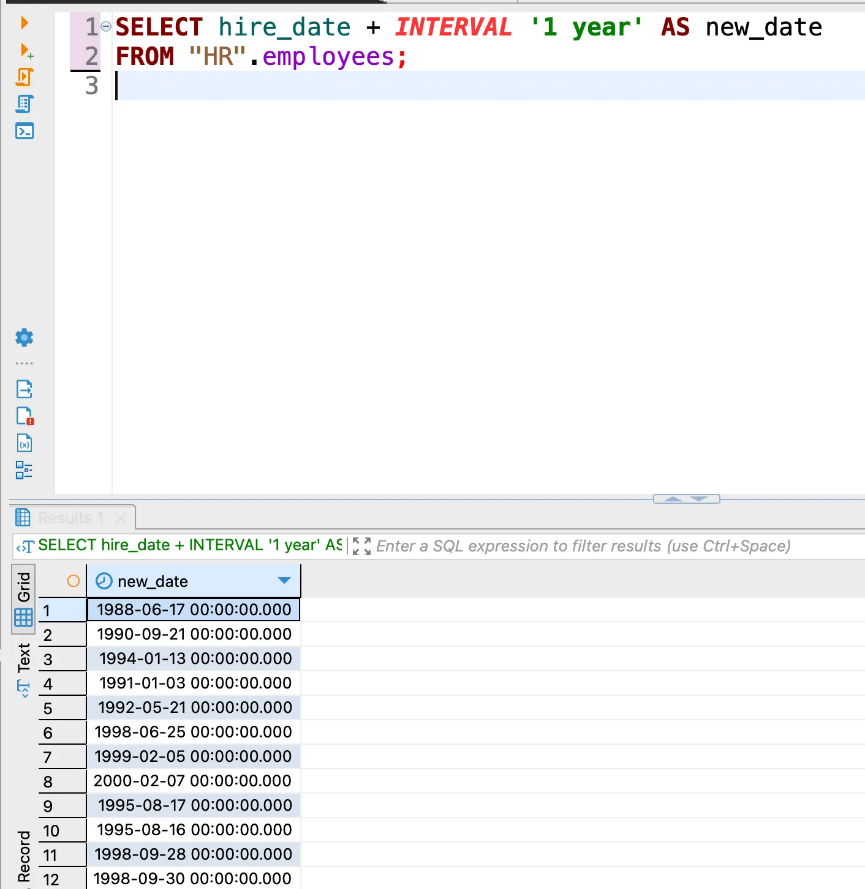 1 SELECT hire_date + INTERVAL '1 year' AS new_date
2 FROM "HR".employees;
3
Results 1
SELECT hire_date + INTERVAL '1 year' AS
Enter a SQL expression to filter results (use Ctrl+Space)
Grid
Text
Record
new_date
1 1988-06-17 00:00:00.000
2 1990-09-21 00:00:00.000
3 1994-01-13 00:00:00.000
4 1991-01-03 00:00:00.000
5 1992-05-21 00:00:00.000
6 1998-06-25 00:00:00.000
7 1999-02-05 00:00:00.000
8 2000-02-07 00:00:00.000
9 1995-08-17 00:00:00.000
10 1995-08-16 00:00:00.000
11 1998-09-28 00:00:00.000
12 1998-09-30 00:00:00.000